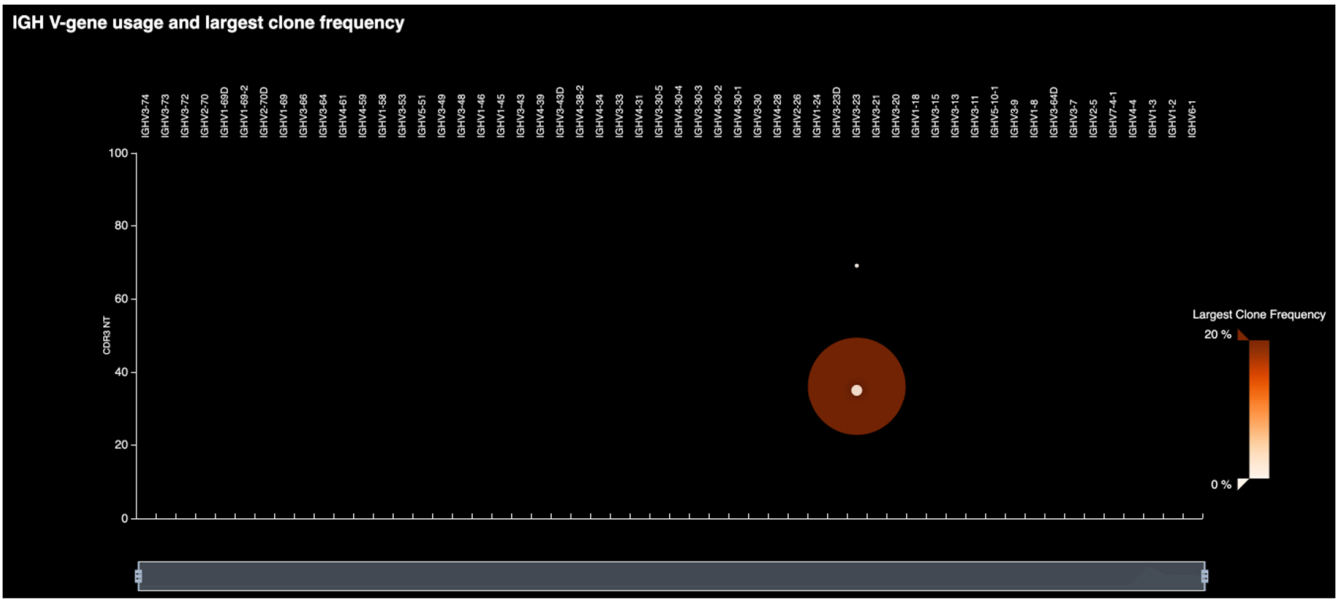 IGH V-gene usage and largest clone frequency
IGHV3-74
IGHV3-73
IGHV3-72
IGHV2-70
IGHV1-69D
IGHV1-69-2
IGHV2-70D
IGHV1-69
IGHV3-66
IGHV3-64
IGHV4-61
IGHV4-59
IGHV1-58
IGHV3-53
IGHV5-51
IGHV3-49
IGHV3-48
IGHV1-46
IGHV1-45
IGHV3-43
IGHV4-39
IGHV3-43D
IGHV4-38-2
IGHV4-34
IGHV3-33
IGHV4-31
IGHV3-30-5
IGHV4-30-4
IGHV3-30-3
IGHV4-30-2
IGHV4-30-1
IGHV3-30
IGHV4-28
IGHV2-26
IGHV1-24
IGHV3-23D
IGHV3-23
IGHV3-21
IGHV3-20
IGHV1-18
IGHV3-15
IGHV3-13
IGHV3-11
IGHV5-10-1
IGHV3-9
IGHV1-8
IGHV3-64D
IGHV3-7
IGHV2-5
IGHV7-4-1
IGHV4-4
IGHV1-3
IGHV1-2
IGHV6-1
100
80
60
40
20
0
CDR3 NT
Largest Clone Frequency
20 %
0 %